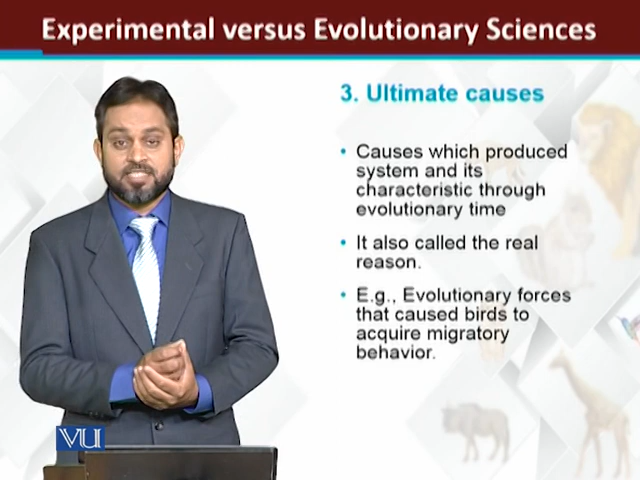 Experimental versus Evolutionary Sciences
3. Ultimate causes
• Causes which produced
system and its
characteristic through
evolutionary time
• It also called the real
reason.
• E.g., Evolutionary forces
that caused birds to
acquire migratory
behavior.
VU